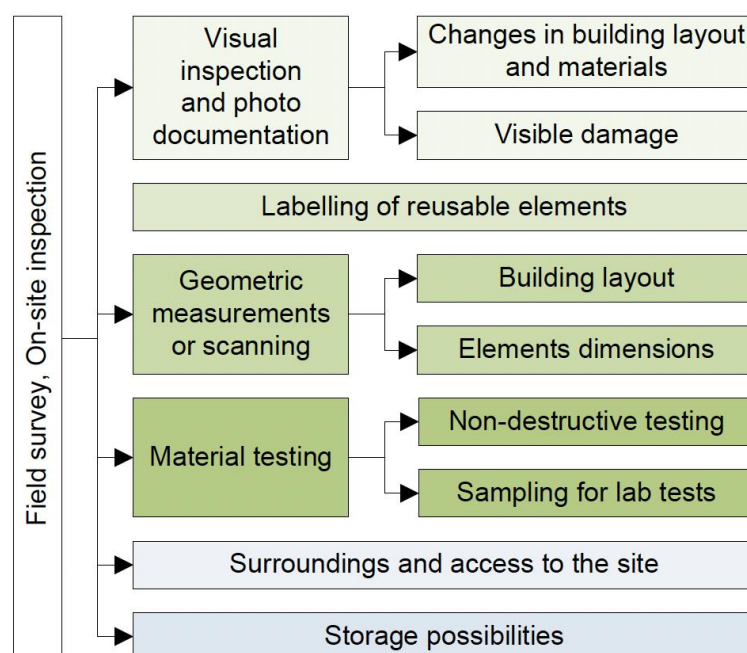 Field survey, On-site inspection
Visual
inspection
and photo
documentation
Changes in building layout
and materials
Visible damage
Labelling of reusable elements
Geometric
measurements
or scanning
Building layout
Elements dimensions
Material testing
Non-destructive testing
Sampling for lab tests
Surroundings and access to the site
Storage possibilities